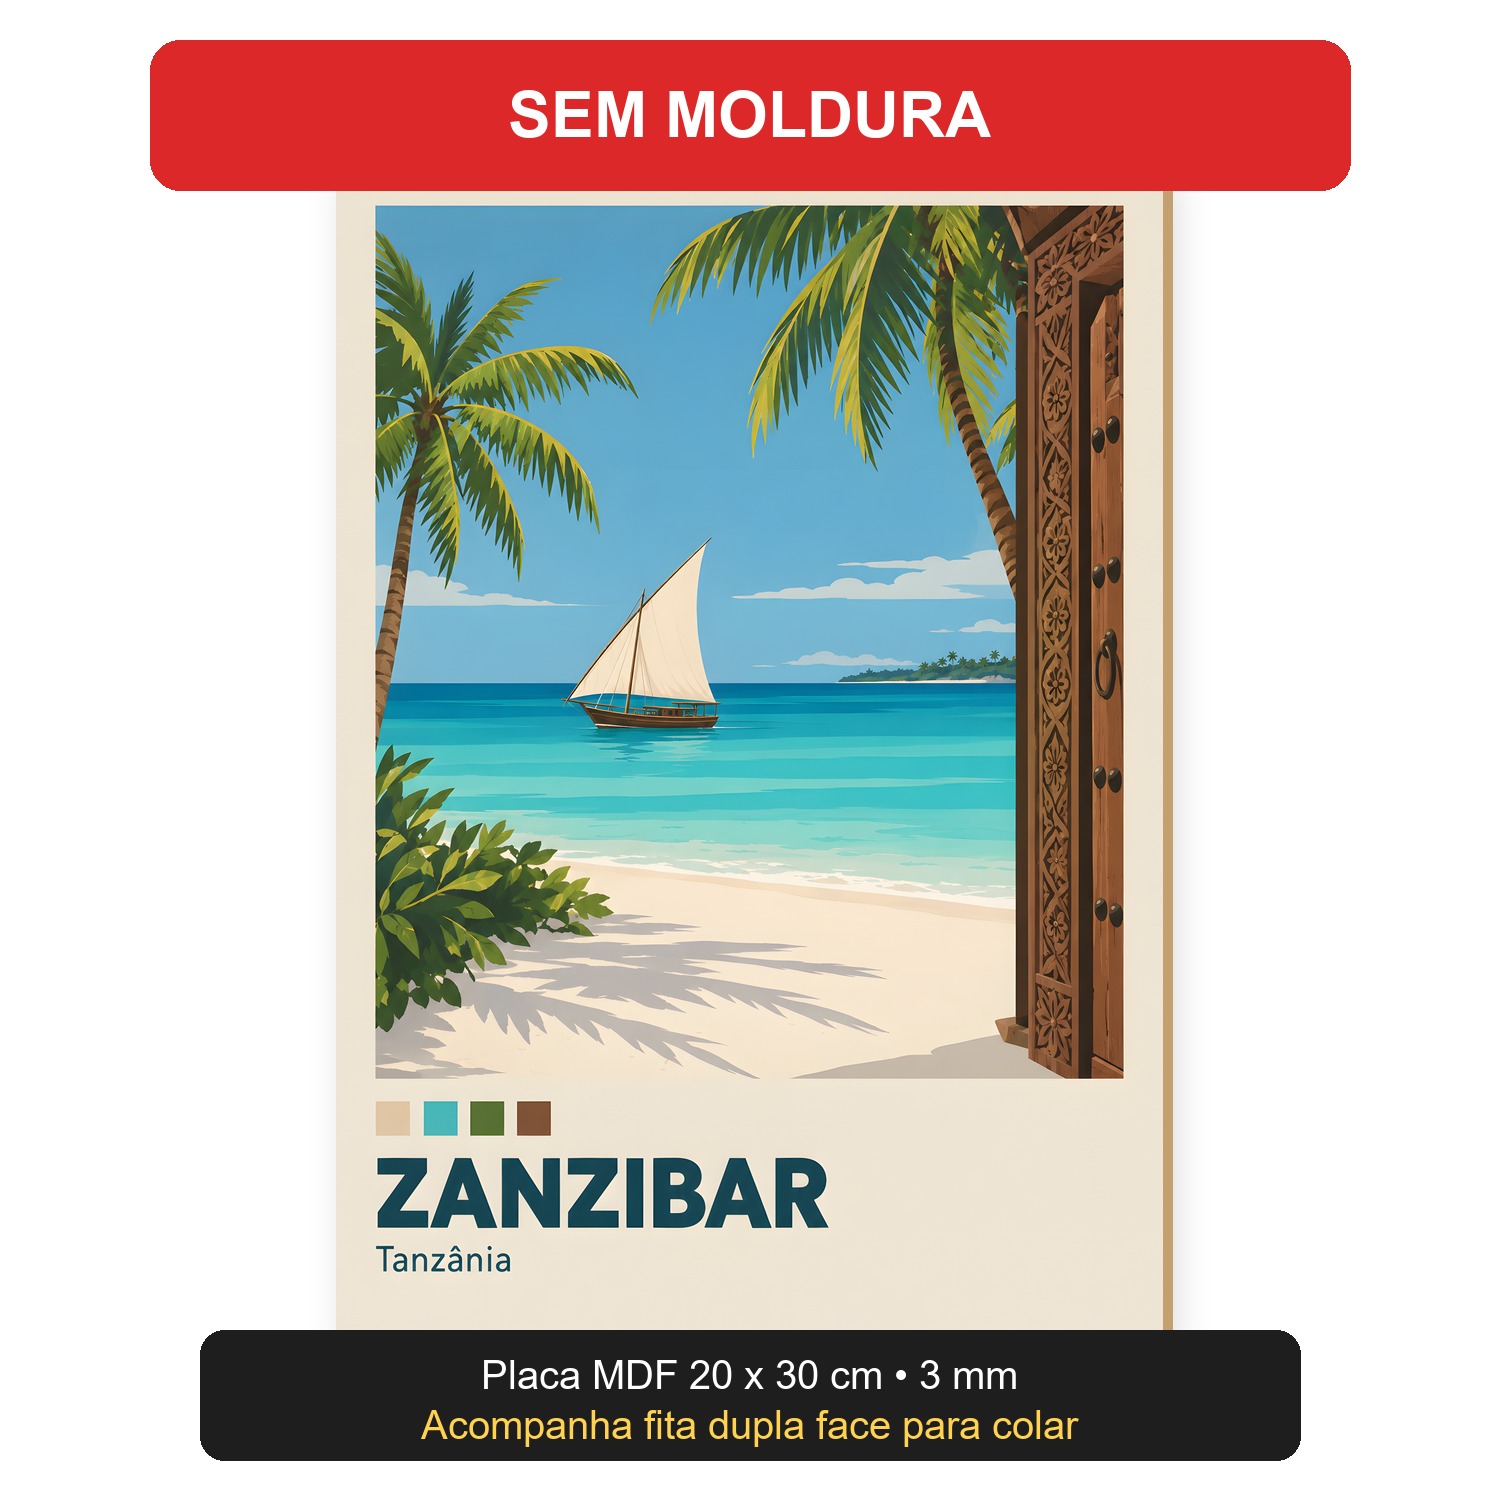 SEM MOLDURA
ZANZIBAR
Tanzânia
Placa MDF 20 x 30 cm • 3 mm
Acompanha fita dupla face para colar